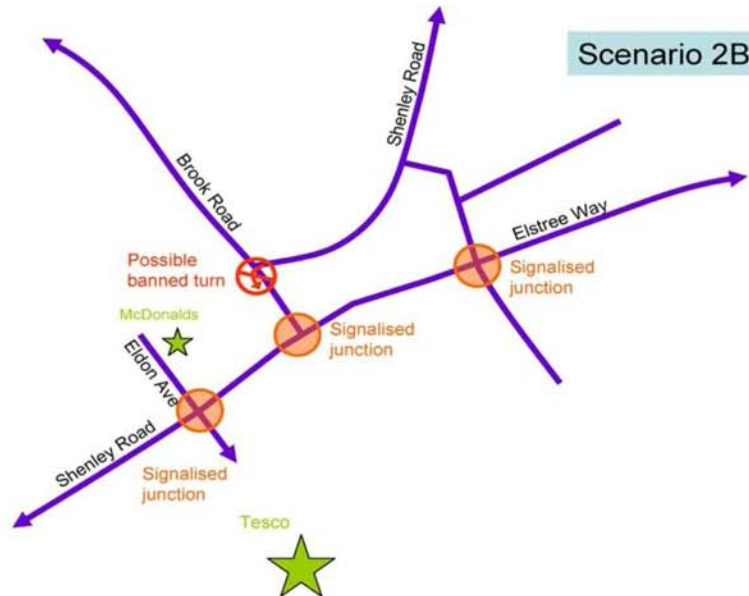 Scenario 2B
Shenley Road
Brook Road
Elstree Way
Possible
banned turn
Signalised
junction
McDonalds
Signalised
junction
Eldon Ave
Shenley Road
Signalised
junction
Tesco